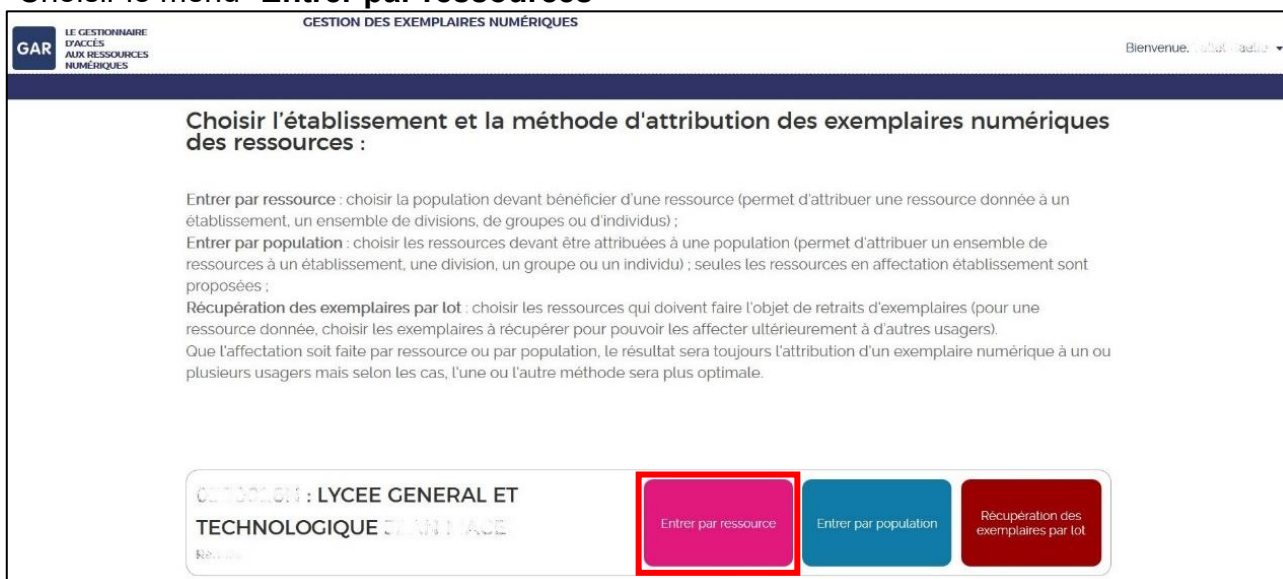 Choisir le menu "Entrer par ressources"
GAR
LE GESTIONNAIRE
D'ACCÈS
AUX RESSOURCES
NUMÉRIQUES
GESTION DES EXEMPLAIRES NUMÉRIQUES
Bienvenue,
Choisir l'établissement et la méthode d'attribution des exemplaires numériques
des ressources :
Entrer par ressource : choisir la population devant bénéficier d'une ressource (permet d'attribuer une ressource donnée à un
établissement, un ensemble de divisions, de groupes ou d'individus) ;
Entrer par population : choisir les ressources devant être attribuées à une population (permet d'attribuer un ensemble de
ressources à un établissement, une division, un groupe ou un individu) ; seules les ressources en affectation établissement sont
proposées ;
Récupération des exemplaires par lot : choisir les ressources qui doivent faire l'objet de retraits d'exemplaires (pour une
ressource donnée, choisir les exemplaires à récupérer pour pouvoir les affecter ultérieurement à d'autres usagers).
Que l'affectation soit faite par ressource ou par population, le résultat sera toujours l'attribution d'un exemplaire numérique à un ou
plusieurs usagers mais selon les cas, l'une ou l'autre méthode sera plus optimale.
: LYCEE GENERAL ET
TECHNOLOGIQUE
Entrer par ressource
Entrer par population
Récupération des
exemplaires par lot